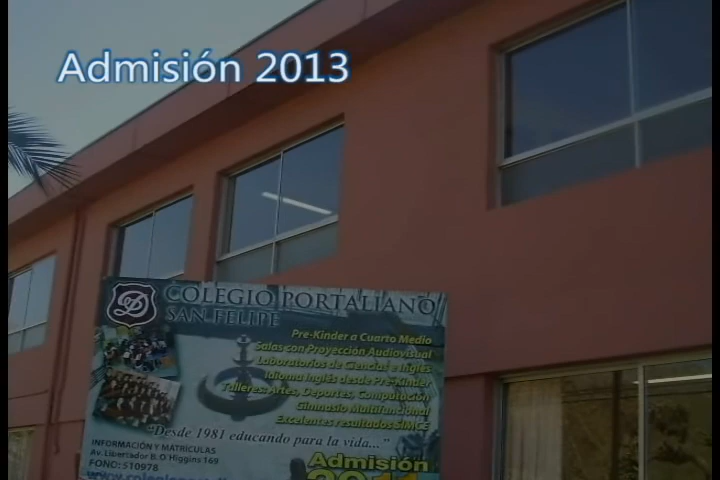 Admisión 2013
COLEGIO PORTALIANO
SAN FELIPE
Pre-Kinder a Cuarto Medio
Salas con Proyección Audiovisual
Laboratorios de Ciencias e Inglés
Idioma Inglés desde Pre-Kinder
Talleres: Artes, Deportes, Computación
Gimnasio Multifuncional
Excelentes resultados SIMCE
"Desde 1981 educando para la vida..."
INFORMACIÓN Y MATRICULAS
Av. Libertador B. O'Higgins 169
FONO: 510978
Admisión